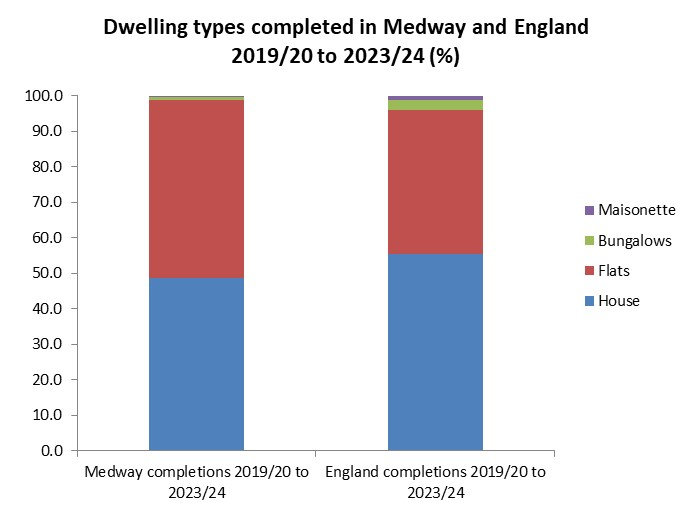 Dwelling types completed in Medway and England
2019/20 to 2023/24 (%)
100.0
90.0
80.0
70.0
60.0
50.0
40.0
30.0
20.0
10.0
0.0
Medway completions 2019/20 to
2023/24
England completions 2019/20 to
2023/24
Maisonette
Bungalows
Flats
House